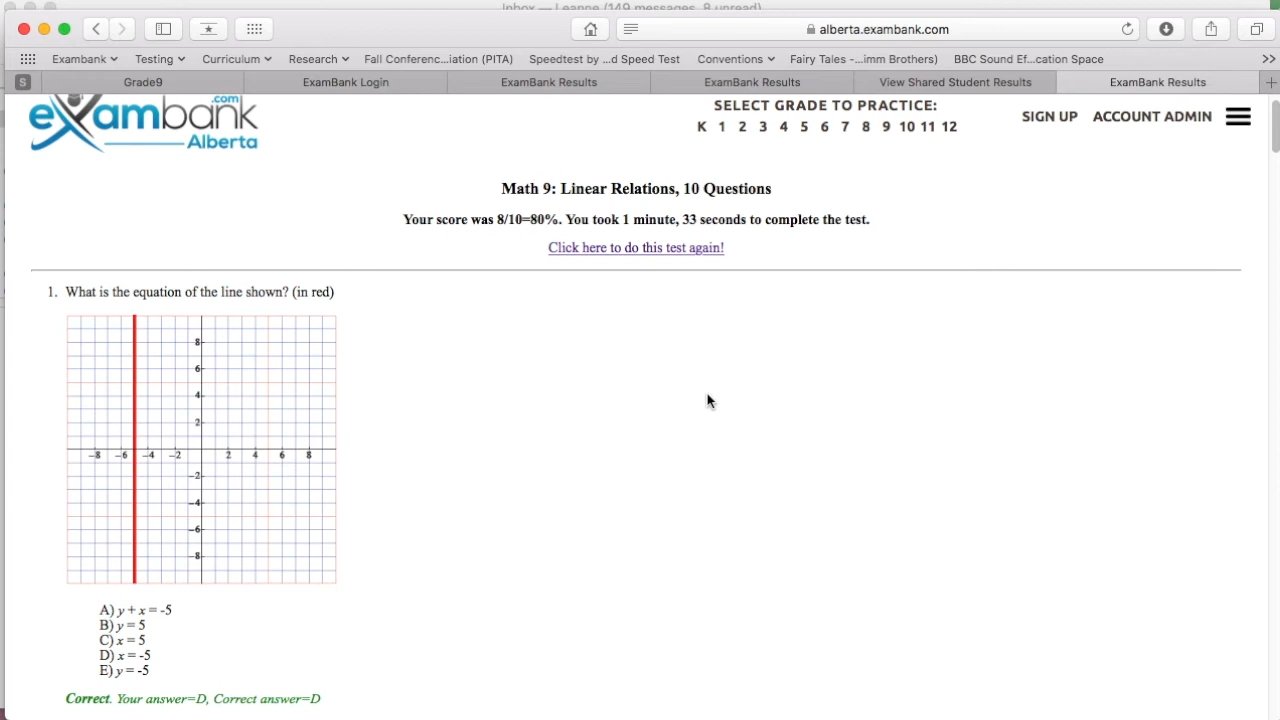 Inbox — Leanne (149 messages, 8 unread)
alberta.exambank.com
Exambank Testing Curriculum Research Fall Conferenc...iation (PITA) Speedtest by ...d Speed Test Conventions Fairy Tales -...imm Brothers) BBC Sound Ef...cation Space >>
S Grade9 ExamBank Login ExamBank Results ExamBank Results View Shared Student Results ExamBank Results +
.com
exambank
Alberta
SELECT GRADE TO PRACTICE:
K 1 2 3 4 5 6 7 8 9 10 11 12
SIGN UP ACCOUNT ADMIN
Math 9: Linear Relations, 10 Questions
Your score was 8/10=80%. You took 1 minute, 33 seconds to complete the test.
Click here to do this test again!
1. What is the equation of the line shown? (in red)
8
6
4
2
-8 -6 -4 -2 2 4 6 8
-2
-4
-6
-8
A) y + x = -5
B) y = 5
C) x = 5
D) x = -5
E) y = -5
Correct. Your answer=D, Correct answer=D